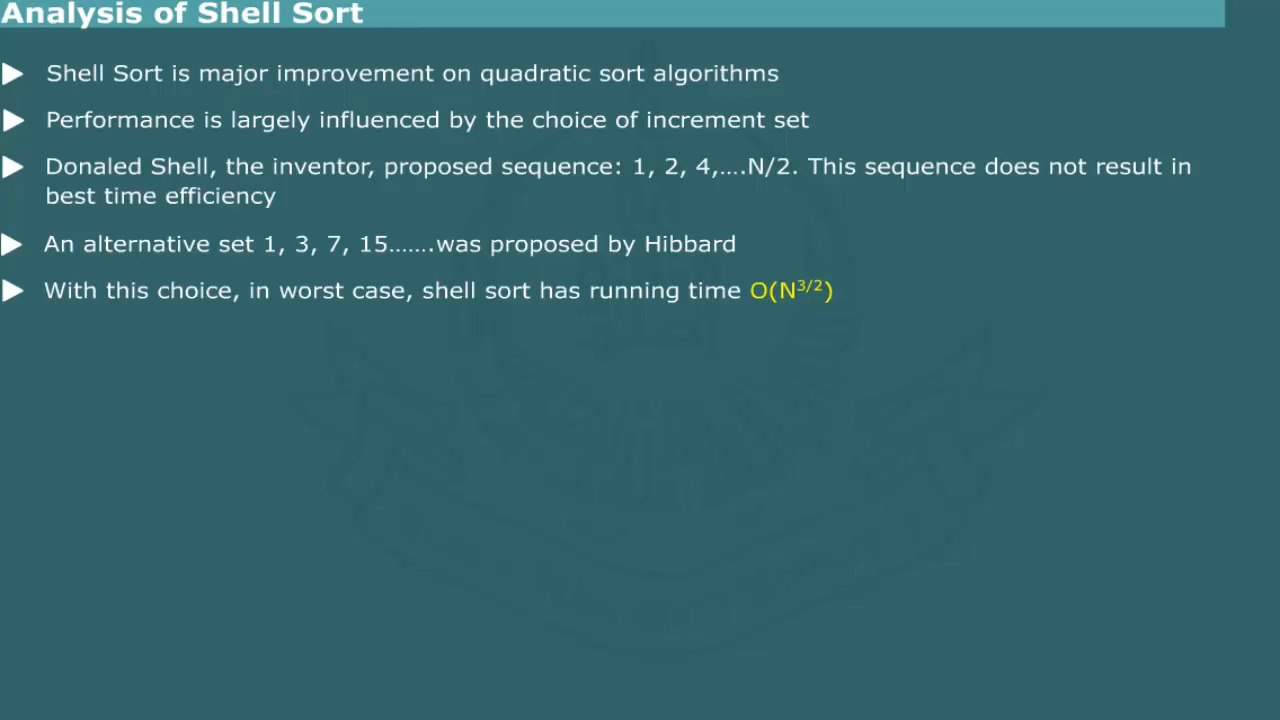 Analysis of Shell Sort
Shell Sort is major improvement on quadratic sort algorithms
Performance is largely influenced by the choice of increment set
Donaled Shell, the inventor, proposed sequence: 1, 2, 4,....N/2. This sequence does not result in
best time efficiency
An alternative set 1, 3, 7, 15…….was proposed by Hibbard
With this choice, in worst case, shell sort has running time O(N³/²)